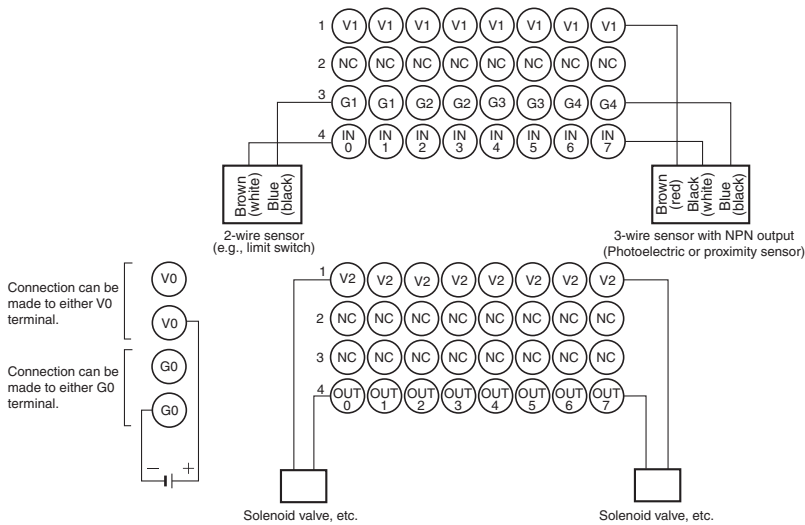 1 V1 V1 V1 V1 V1 V1 V1 V1
2 NC NC NC NC NC NC NC NC
3 G1 G1 G2 G2 G3 G3 G4 G4
4 IN 0 IN 1 IN 2 IN 3 IN 4 IN 5 IN 6 IN 7
Brown (white)
Blue (black)
2-wire sensor
(e.g., limit switch)
Brown (red)
Black (white)
Blue (black)
3-wire sensor with NPN output
(Photoelectric or proximity sensor)
Connection can be
made to either V0
terminal.
V0
V0
Connection can be
made to either G0
terminal.
G0
G0
− +
1 V2 V2 V2 V2 V2 V2 V2 V2
2 NC NC NC NC NC NC NC NC
3 NC NC NC NC NC NC NC NC
4 OUT 0 OUT 1 OUT 2 OUT 3 OUT 4 OUT 5 OUT 6 OUT 7
Solenoid valve, etc.
Solenoid valve, etc.